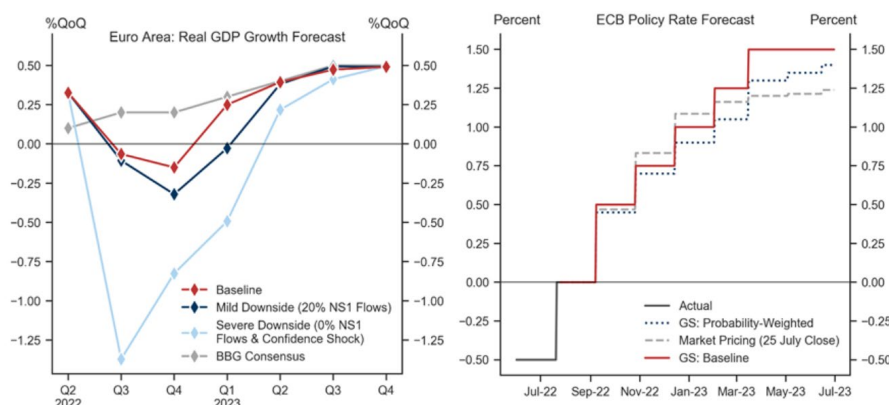 %QoQ
%QoQ
Euro Area: Real GDP Growth Forecast
0.50
0.25
0.00
−0.25
−0.50
−0.75
−1.00
−1.25
0.50
0.25
0.00
−0.25
−0.50
−0.75
−1.00
−1.25
Baseline
Mild Downside (20% NS1 Flows)
Severe Downside (0% NS1
Flows & Confidence Shock)
BBG Consensus
Q2
2022
Q3
Q4
Q1
2023
Q2
Q3
Q4
Percent
ECB Policy Rate Forecast
Percent
1.50
1.25
1.00
0.75
0.50
0.25
0.00
−0.25
−0.50
1.50
1.25
1.00
0.75
0.50
0.25
0.00
−0.25
−0.50
Actual
GS: Probability-Weighted
Market Pricing (25 July Close)
GS: Baseline
Jul-22
Sep-22
Nov-22
Jan-23
Mar-23
May-23
Jul-23